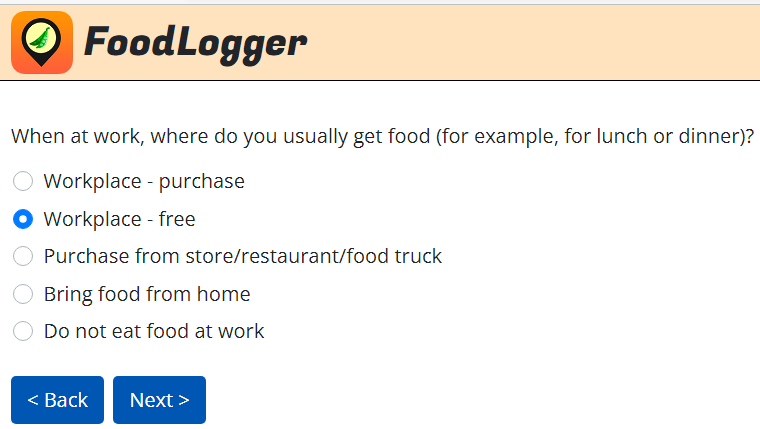 FoodLogger
When at work, where do you usually get food (for example, for lunch or dinner)?
Workplace - purchase
Workplace - free
Purchase from store/restaurant/food truck
Bring food from home
Do not eat food at work
< Back
Next >